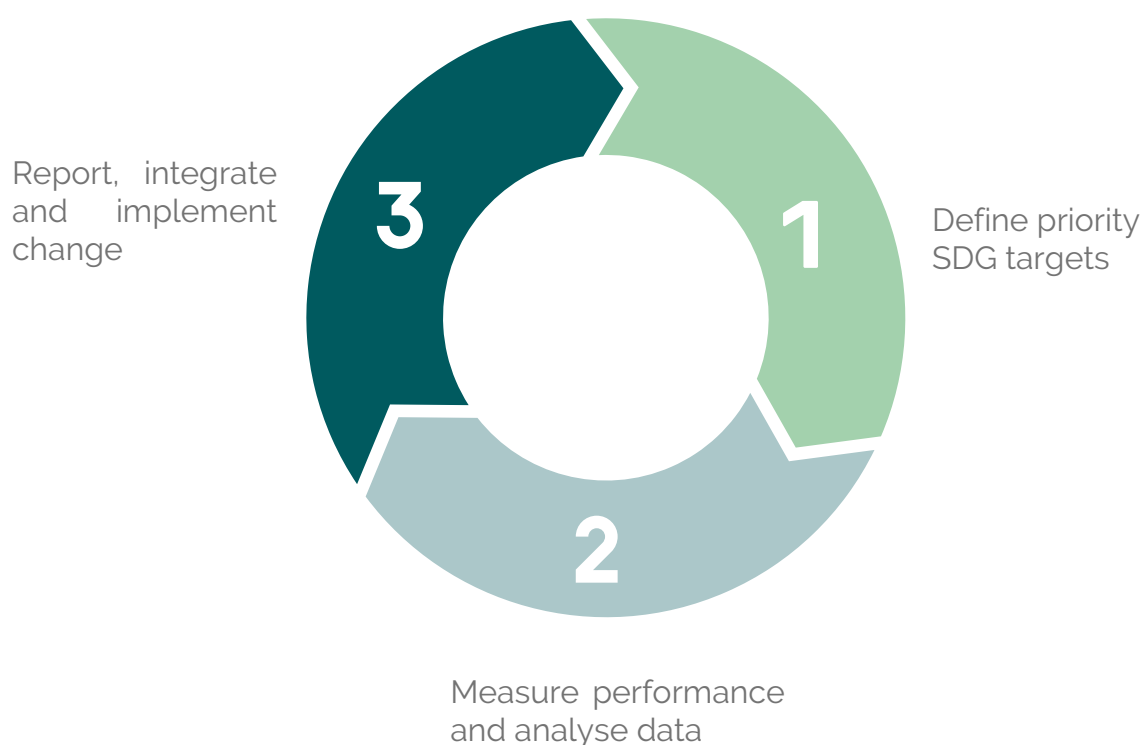 1
Define priority
SDG targets
2
Measure performance
and analyse data
3
Report, integrate
and implement
change